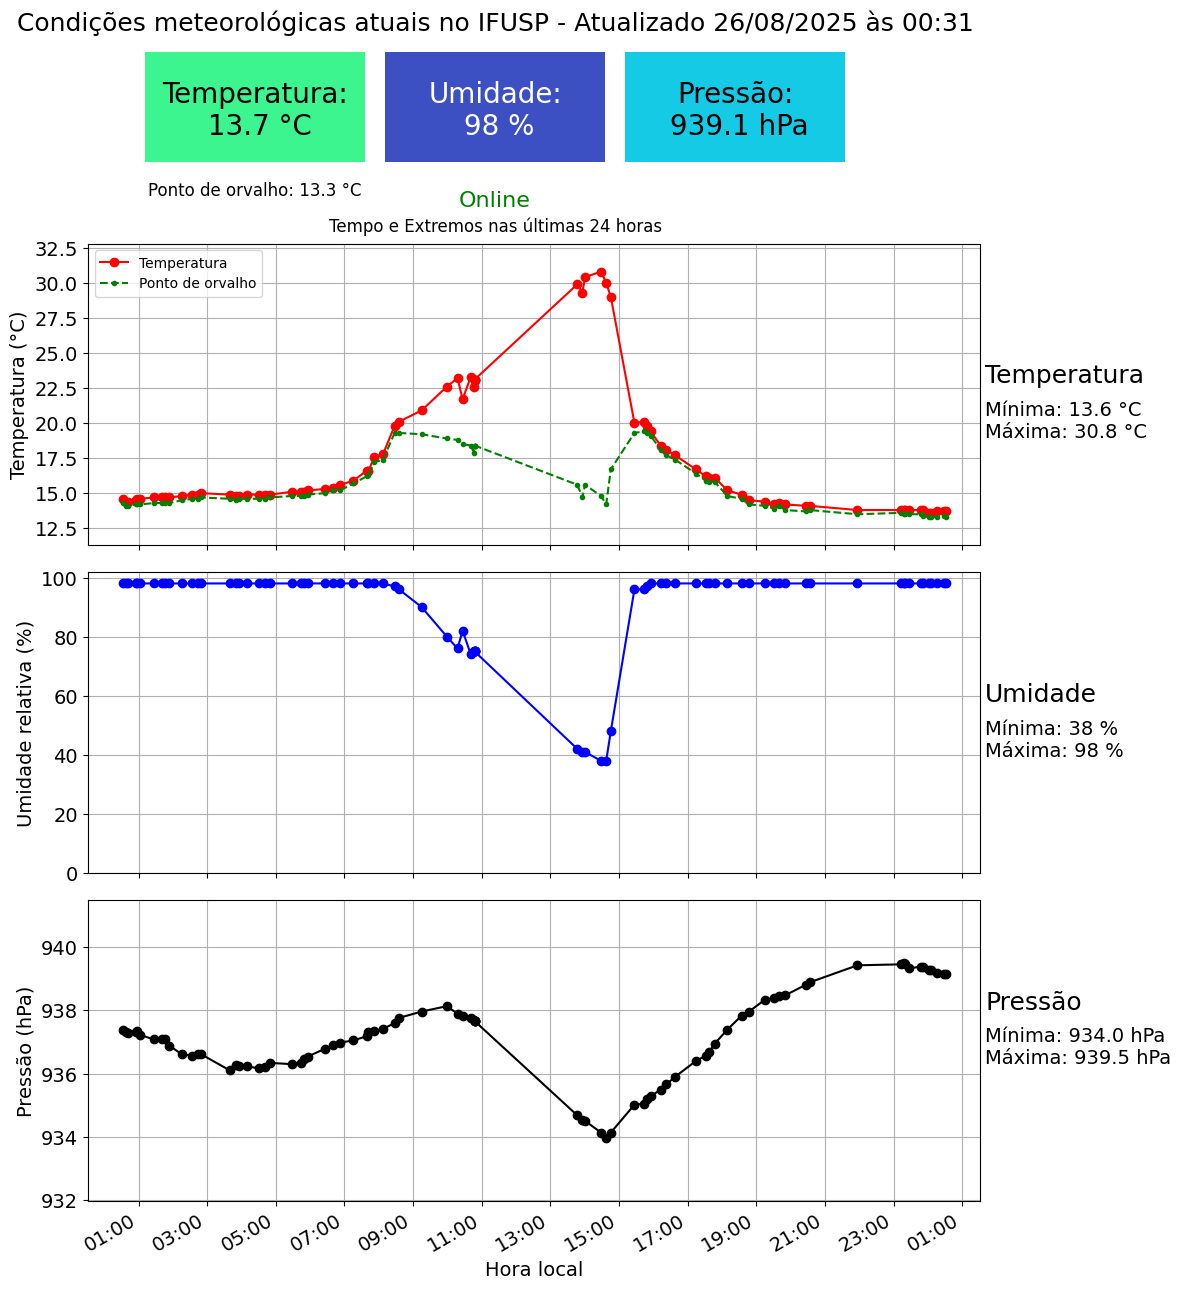 Condições meteorológicas atuais no IFUSP - Atualizado 26/08/2025 às 00:31
Temperatura:
13.7 °C
Umidade:
98 %
Pressão:
939.1 hPa
Ponto de orvalho: 13.3 °C
Online
Tempo e Extremos nas últimas 24 horas
Temperatura (°C)
32.5
30.0
27.5
25.0
22.5
20.0
17.5
15.0
12.5
Temperatura
Ponto de orvalho
Temperatura
Mínima: 13.6 °C
Máxima: 30.8 °C
Umidade relativa (%)
100
80
60
40
20
0
Umidade
Mínima: 38 %
Máxima: 98 %
Pressão (hPa)
940
938
936
934
932
Pressão
Mínima: 934.0 hPa
Máxima: 939.5 hPa
01:00 03:00 05:00 07:00 09:00 11:00 13:00 15:00 17:00 19:00 21:00 23:00 01:00
Hora local